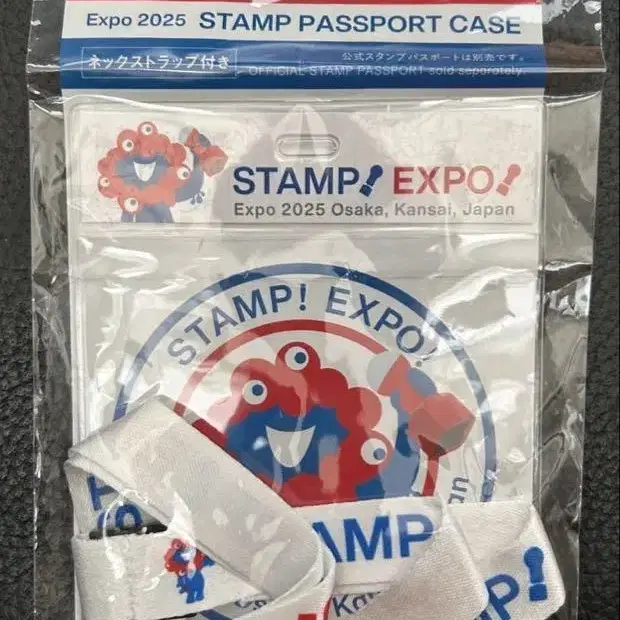 Expo 2025 STAMP PASSPORT CASE
ネックストラップ付き
公式スタンプパスポートは別売です。
OFFICIAL STAMP PASSPORT sold separately.
STAMP! EXPO!
Expo 2025 Osaka, Kansai, Japan
STAMP! EXPO!
STAMP